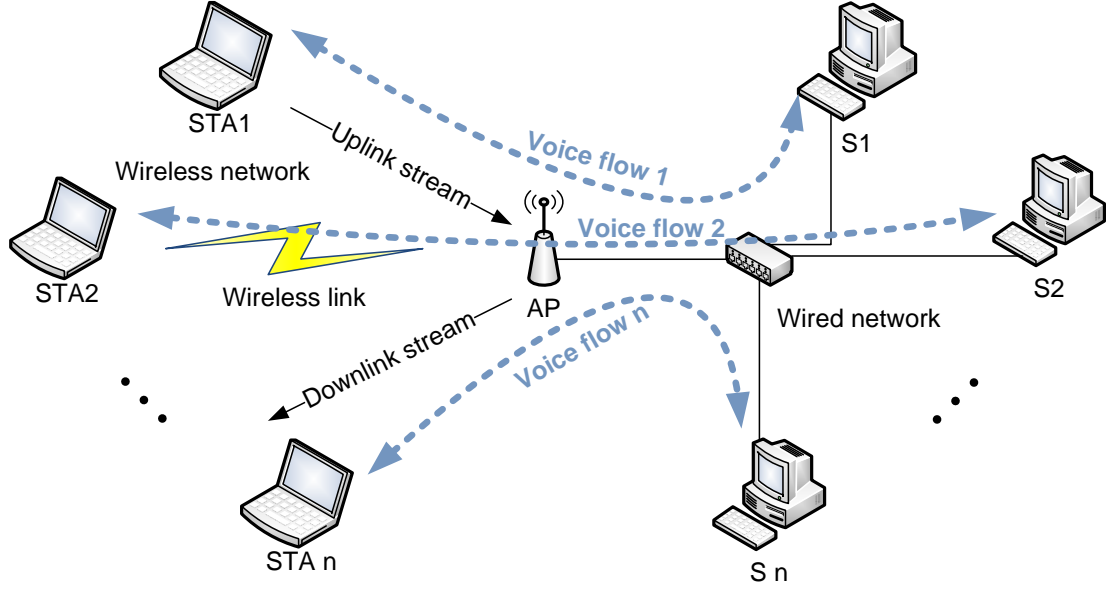 STA1
Uplink stream
Voice flow 1
S1
Wireless network
Voice flow 2
STA2
Wireless link
AP
S2
Wired network
Voice flow n
Downlink stream
STA n
S n